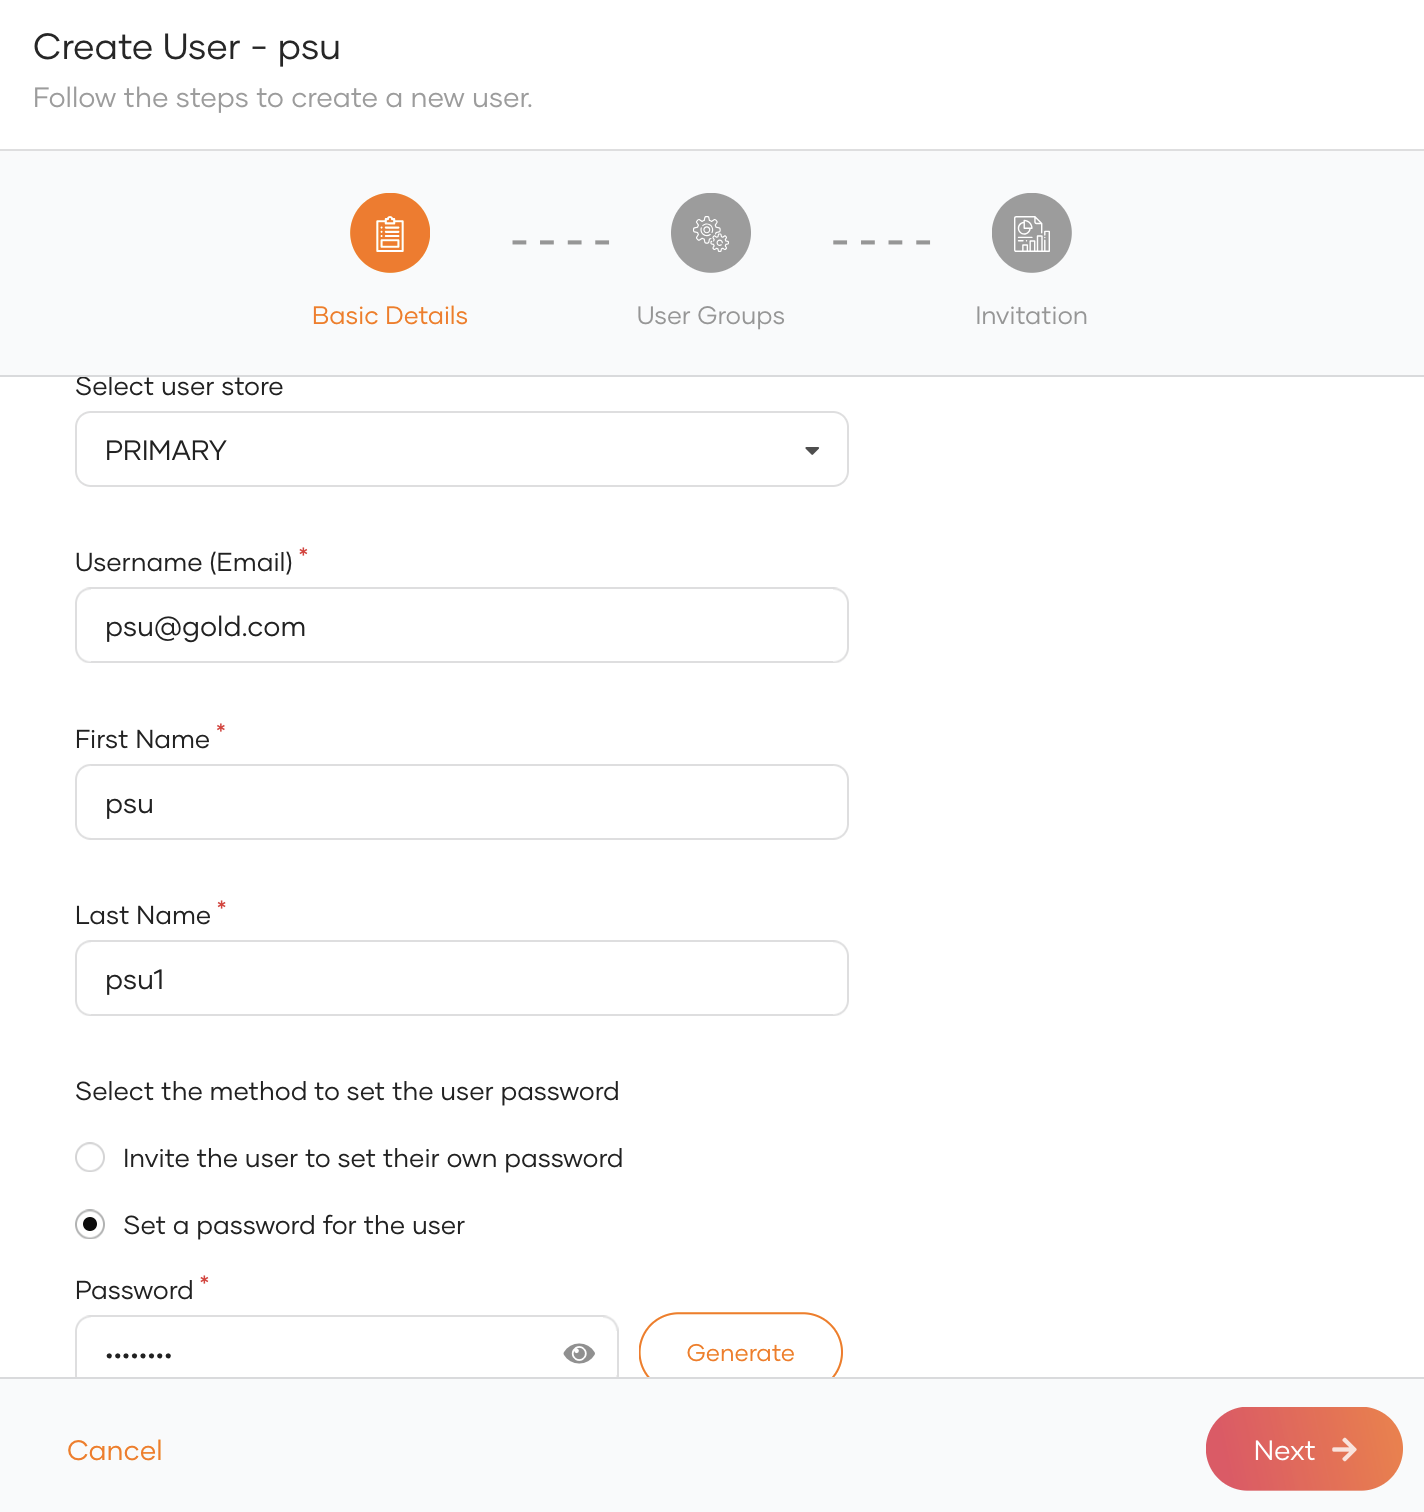 Create User - psu
Follow the steps to create a new user.
Basic Details
User Groups
Invitation
Select user store
PRIMARY
Username (Email) *
psu@gold.com
First Name *
psu
Last Name *
psu1
Select the method to set the user password
Invite the user to set their own password
Set a password for the user
Password *
••••••••
Generate
Cancel
Next →